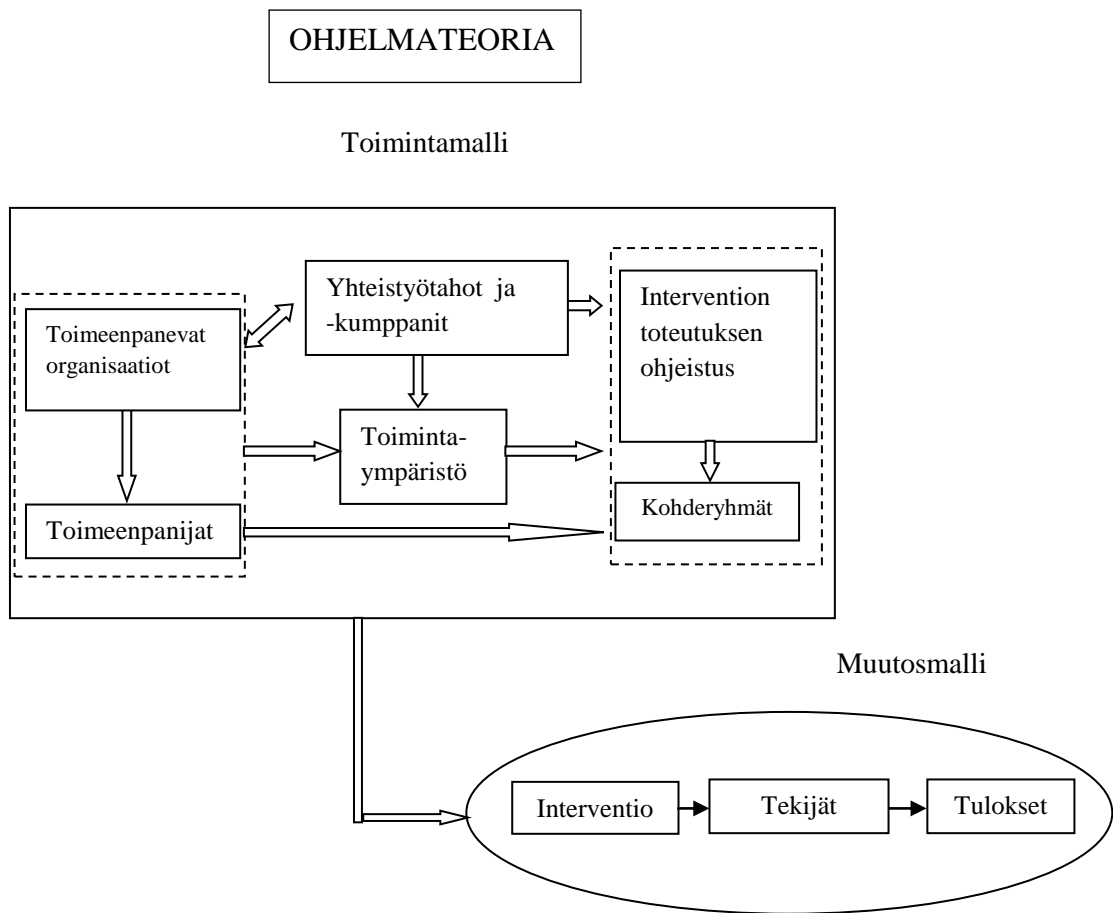 OHJELMATEORIA
Toimintamalli
Toimeenpanevat
organisaatiot
Toimeenpanijat
Yhteistyötahot ja
-kumppanit
Toiminta-
ympäristö
Intervention
toteutuksen
ohjeistus
Kohderyhmät
Muutosmalli
Interventio
Tekijät
Tulokset